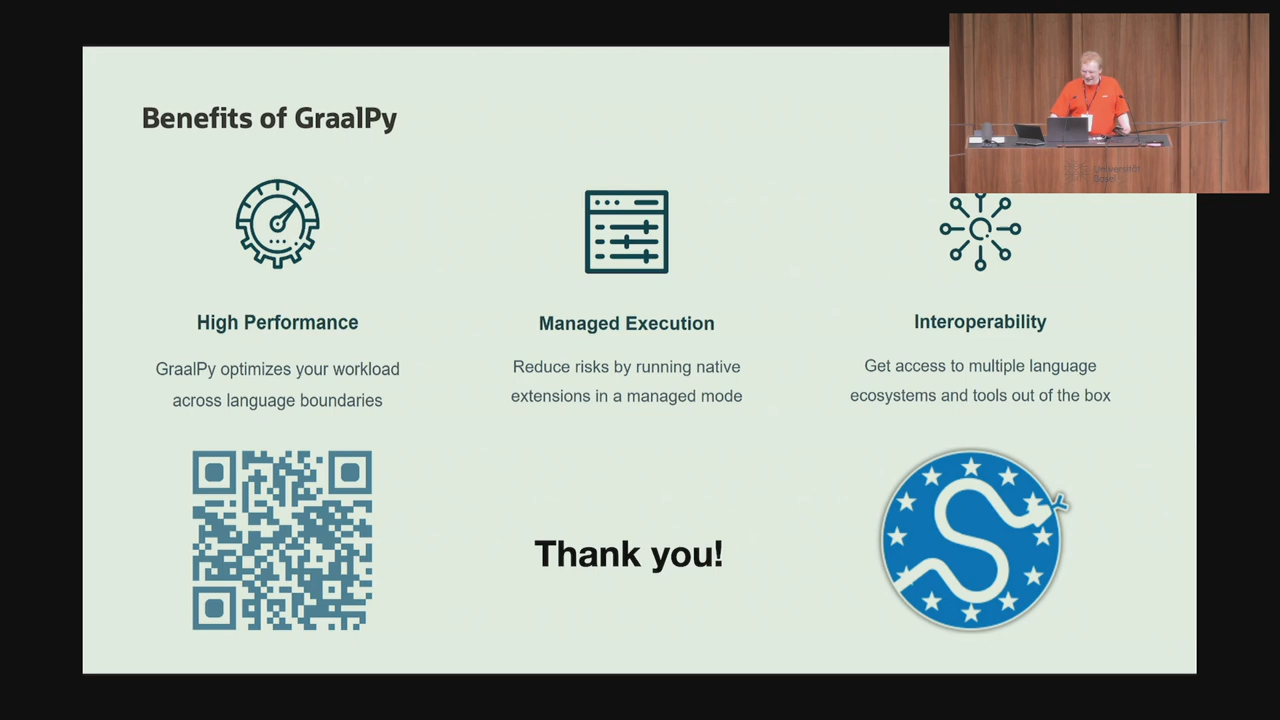 Benefits of GraalPy
High Performance
GraalPy optimizes your workload
across language boundaries
Managed Execution
Reduce risks by running native
extensions in a managed mode
Interoperability
Get access to multiple language
ecosystems and tools out of the box
Thank you!